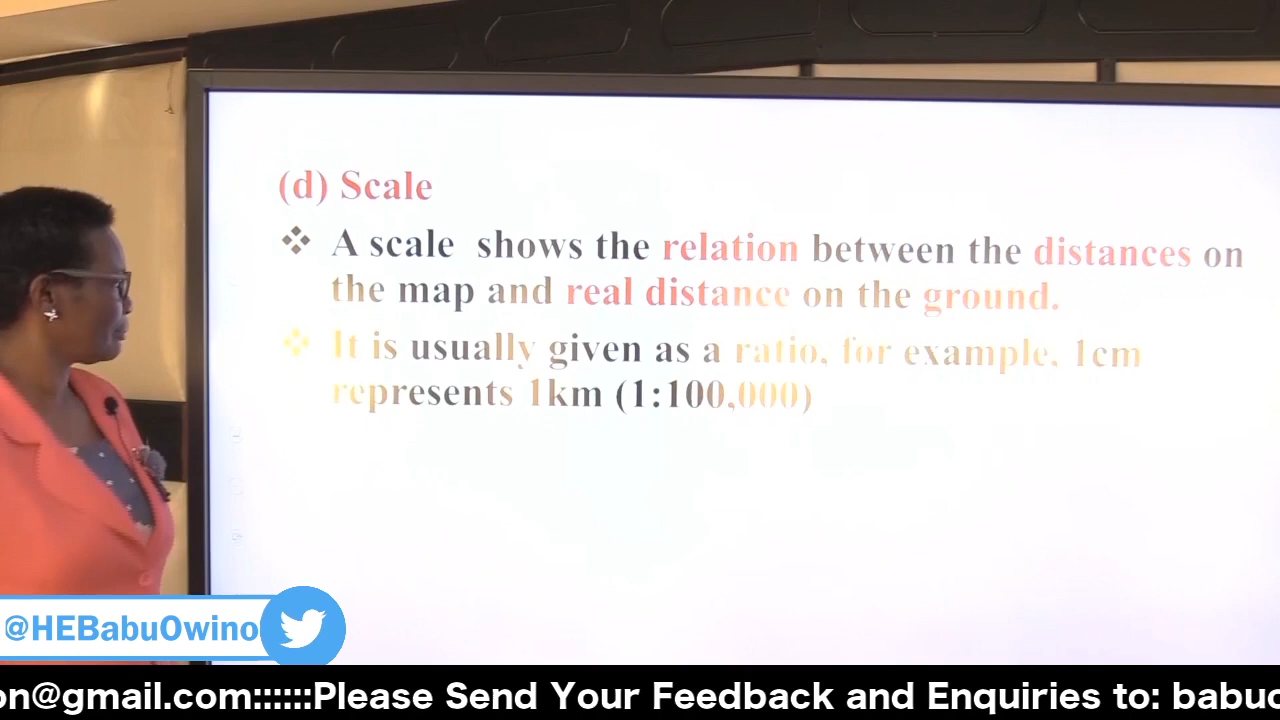 (d) Scale
❖ A scale shows the relation between the distances on
the map and real distance on the ground.
❖ It is usually given as a ratio, for example, 1cm
represents 1km (1:100,000)
@HEBabuOwino
on@gmail.com::::::Please Send Your Feedback and Enquiries to: babuo